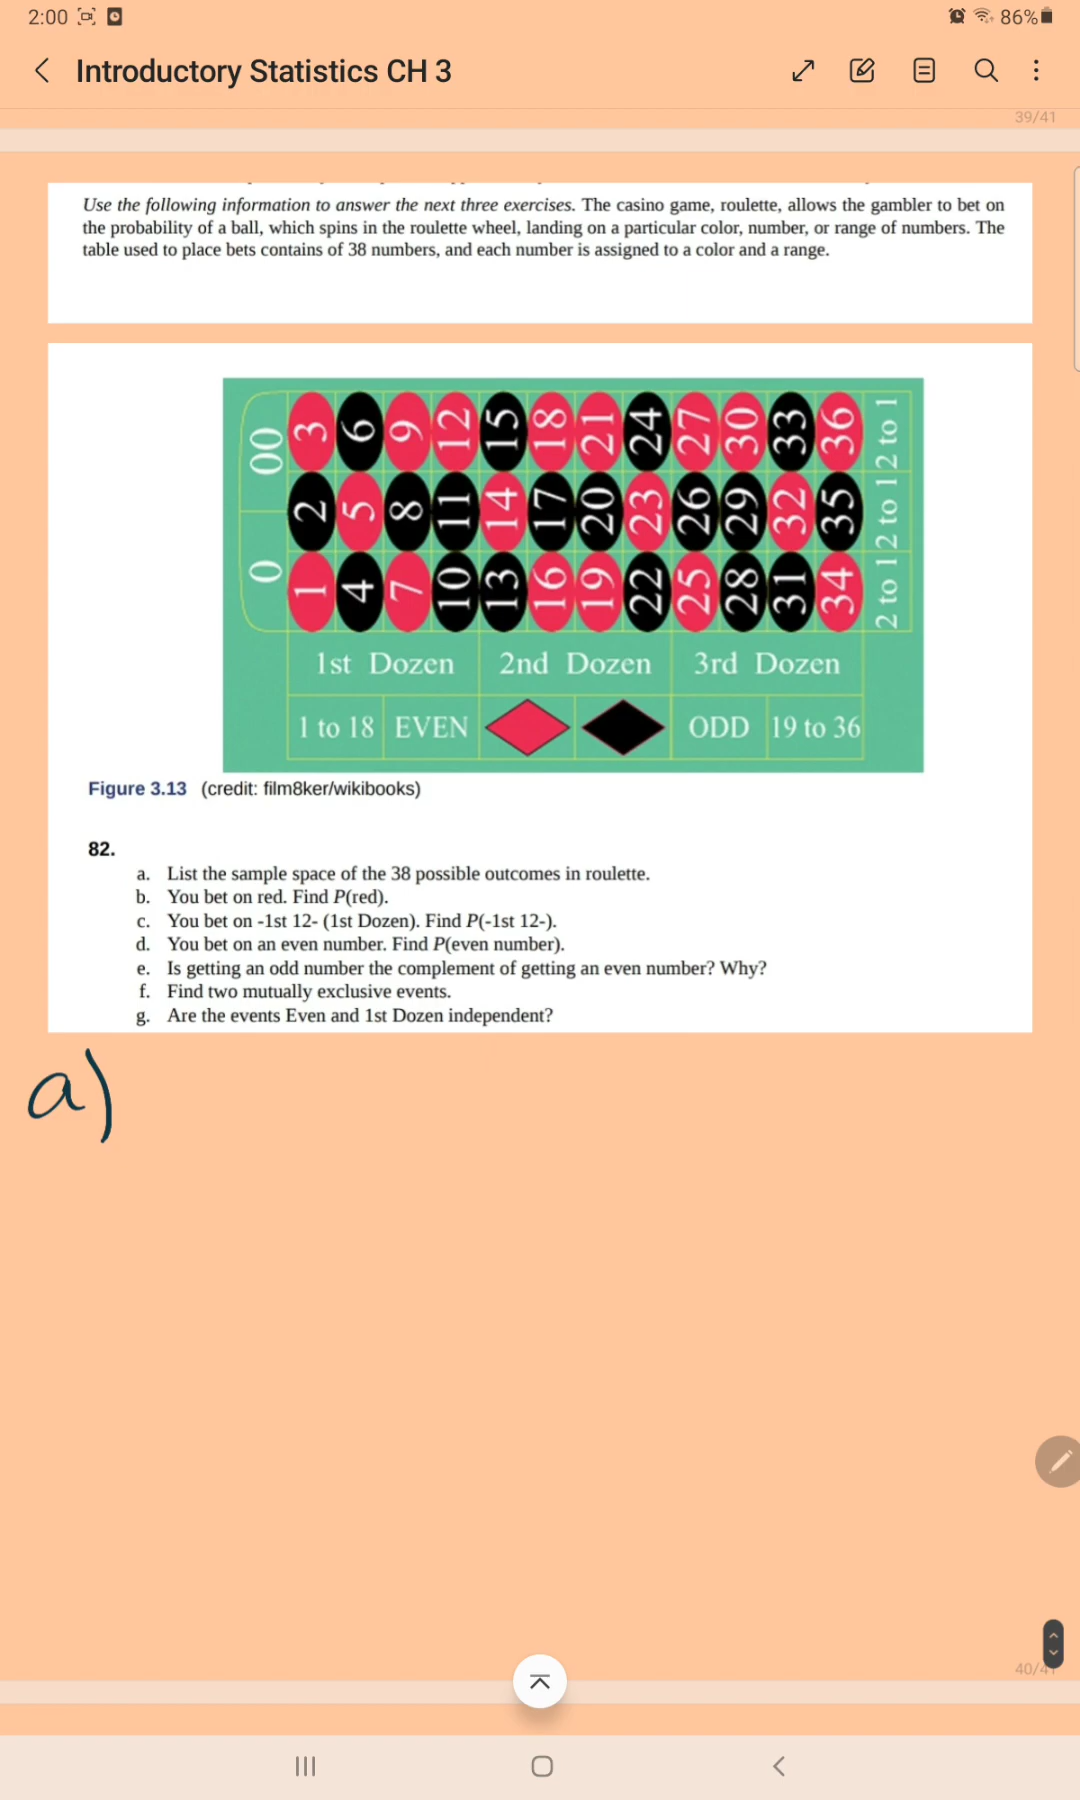 2:00 86%
Introductory Statistics CH 3
39/41
Use the following information to answer the next three exercises. The casino game, roulette, allows the gambler to bet on
the probability of a ball, which spins in the roulette wheel, landing on a particular color, number, or range of numbers. The
table used to place bets contains of 38 numbers, and each number is assigned to a color and a range.
00 3 6 9 12 15 18 21 24 27 30 33 36 2 to 1
2 5 8 11 14 17 20 23 26 29 32 35 2 to 1
0 1 4 7 10 13 16 19 22 25 28 31 34 2 to 1
1st Dozen 2nd Dozen 3rd Dozen
1 to 18 EVEN ODD 19 to 36
Figure 3.13 (credit: film8ker/wikibooks)
82.
a. List the sample space of the 38 possible outcomes in roulette.
b. You bet on red. Find P(red).
c. You bet on -1st 12- (1st Dozen). Find P(-1st 12-).
d. You bet on an even number. Find P(even number).
e. Is getting an odd number the complement of getting an even number? Why?
f. Find two mutually exclusive events.
g. Are the events Even and 1st Dozen independent?
a)
40/41